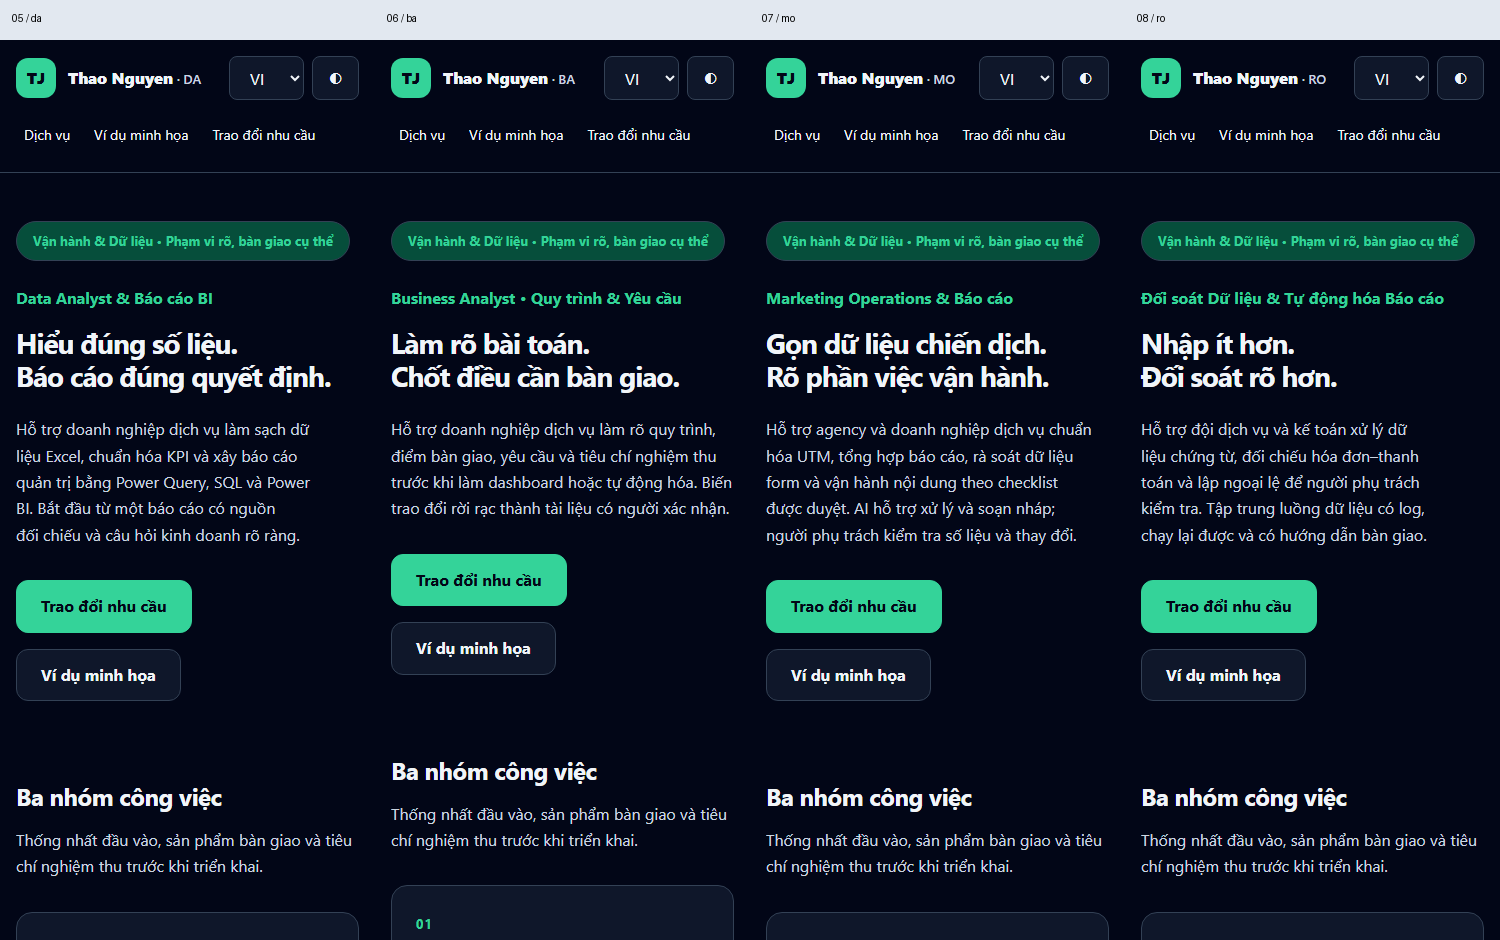 05 / da
TJ
Thao Nguyen · DA
VI
Dịch vụ
Ví dụ minh họa
Trao đổi nhu cầu
Vận hành & Dữ liệu • Phạm vi rõ, bàn giao cụ thể
Data Analyst & Báo cáo BI
Hiểu đúng số liệu.
Báo cáo đúng quyết định.
Hỗ trợ doanh nghiệp dịch vụ làm sạch dữ
liệu Excel, chuẩn hóa KPI và xây báo cáo
quản trị bằng Power Query, SQL và Power
BI. Bắt đầu từ một báo cáo có nguồn
đối chiếu và câu hỏi kinh doanh rõ ràng.
Trao đổi nhu cầu
Ví dụ minh họa
Ba nhóm công việc
Thống nhất đầu vào, sản phẩm bàn giao và tiêu
chí nghiệm thu trước khi triển khai.
06 / ba
TJ
Thao Nguyen · BA
VI
Dịch vụ
Ví dụ minh họa
Trao đổi nhu cầu
Vận hành & Dữ liệu • Phạm vi rõ, bàn giao cụ thể
Business Analyst • Quy trình & Yêu cầu
Làm rõ bài toán.
Chốt điều cần bàn giao.
Hỗ trợ doanh nghiệp dịch vụ làm rõ quy trình,
điểm bàn giao, yêu cầu và tiêu chí nghiệm thu
trước khi làm dashboard hoặc tự động hóa. Biến
trao đổi rời rạc thành tài liệu có người xác nhận.
Trao đổi nhu cầu
Ví dụ minh họa
Ba nhóm công việc
Thống nhất đầu vào, sản phẩm bàn giao và tiêu
chí nghiệm thu trước khi triển khai.
01
07 / mo
TJ
Thao Nguyen · MO
VI
Dịch vụ
Ví dụ minh họa
Trao đổi nhu cầu
Vận hành & Dữ liệu • Phạm vi rõ, bàn giao cụ thể
Marketing Operations & Báo cáo
Gọn dữ liệu chiến dịch.
Rõ phần việc vận hành.
Hỗ trợ agency và doanh nghiệp dịch vụ chuẩn
hóa UTM, tổng hợp báo cáo, rà soát dữ liệu
form và vận hành nội dung theo checklist
được duyệt. AI hỗ trợ xử lý và soạn nháp;
người phụ trách kiểm tra số liệu và thay đổi.
Trao đổi nhu cầu
Ví dụ minh họa
Ba nhóm công việc
Thống nhất đầu vào, sản phẩm bàn giao và tiêu
chí nghiệm thu trước khi triển khai.
08 / ro
TJ
Thao Nguyen · RO
VI
Dịch vụ
Ví dụ minh họa
Trao đổi nhu cầu
Vận hành & Dữ liệu • Phạm vi rõ, bàn giao cụ thể
Đối soát Dữ liệu & Tự động hóa Báo cáo
Nhập ít hơn.
Đối soát rõ hơn.
Hỗ trợ đội dịch vụ và kế toán xử lý dữ
liệu chứng từ, đối chiếu hóa đơn–thanh
toán và lập ngoại lệ để người phụ trách
kiểm tra. Tập trung luồng dữ liệu có log,
chạy lại được và có hướng dẫn bàn giao.
Trao đổi nhu cầu
Ví dụ minh họa
Ba nhóm công việc
Thống nhất đầu vào, sản phẩm bàn giao và tiêu
chí nghiệm thu trước khi triển khai.